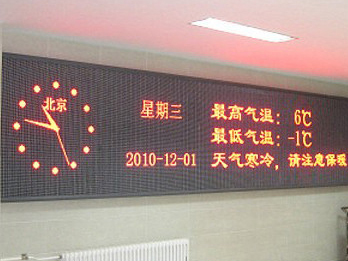 北京
星期三
2010-12-01
最高气温: 6℃
最低气温: -1℃
天气寒冷, 请注意保暖